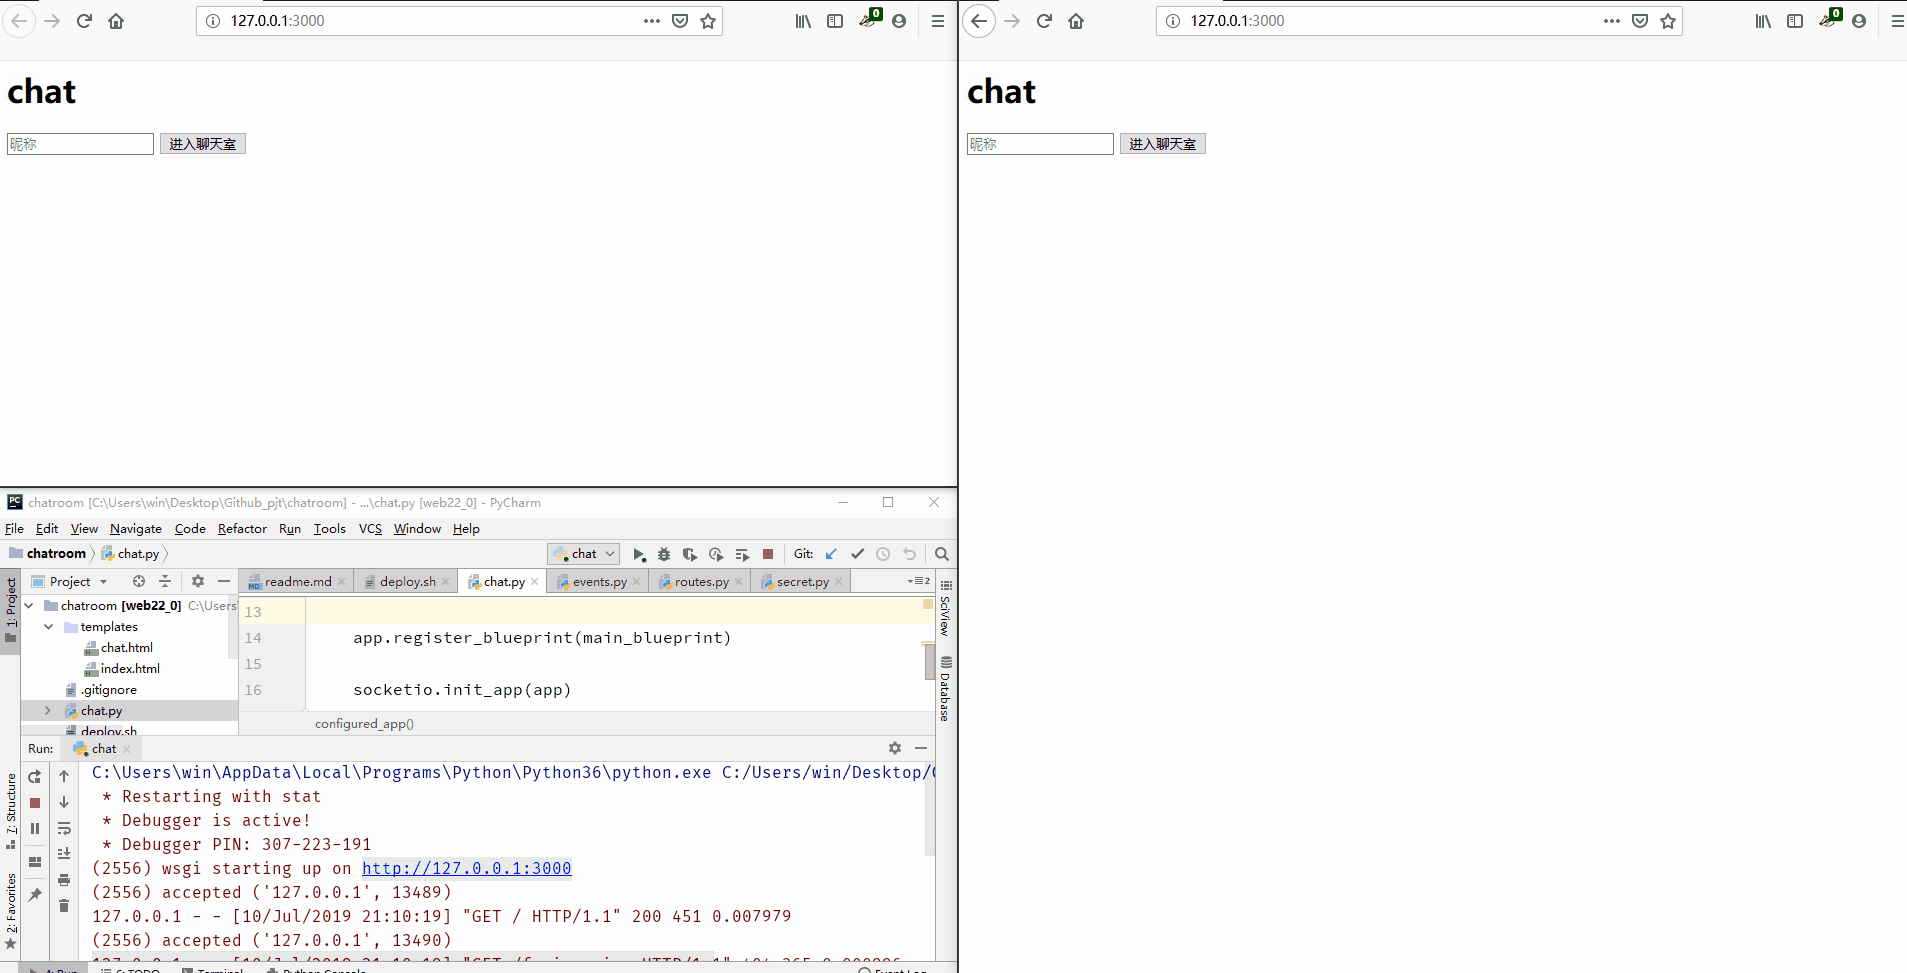 127.0.0.1:3000
0
chat
昵称
进入聊天室
127.0.0.1:3000
0
chat
昵称
进入聊天室
PC chatroom [C:\Users\win\Desktop\Github_pjt\chatroom] - ...\chat.py [web22_0] - PyCharm
File Edit View Navigate Code Refactor Run Tools VCS Window Help
chatroom chat.py chat Git:
1: Project
Project
readme.md deploy.sh chat.py events.py routes.py secret.py 2
chatroom [web22_0] C:\Users
templates
chat.html
index.html
.gitignore
chat.py
deploy.sh
13
14 app.register_blueprint(main_blueprint)
15
16 socketio.init_app(app)
configured_app()
SciView
Database
Run: chat
7: Structure
2: Favorites
C:\Users\win\AppData\Local\Programs\Python\Python36\python.exe C:/Users/win/Desktop/
* Restarting with stat
* Debugger is active!
* Debugger PIN: 307-223-191
(2556) wsgi starting up on http://127.0.0.1:3000
(2556) accepted ('127.0.0.1', 13489)
127.0.0.1 - - [10/Jul/2019 21:10:19] "GET / HTTP/1.1" 200 451 0.007979
(2556) accepted ('127.0.0.1', 13490)
4: Run 6: TODO Terminal Python Console Event Log